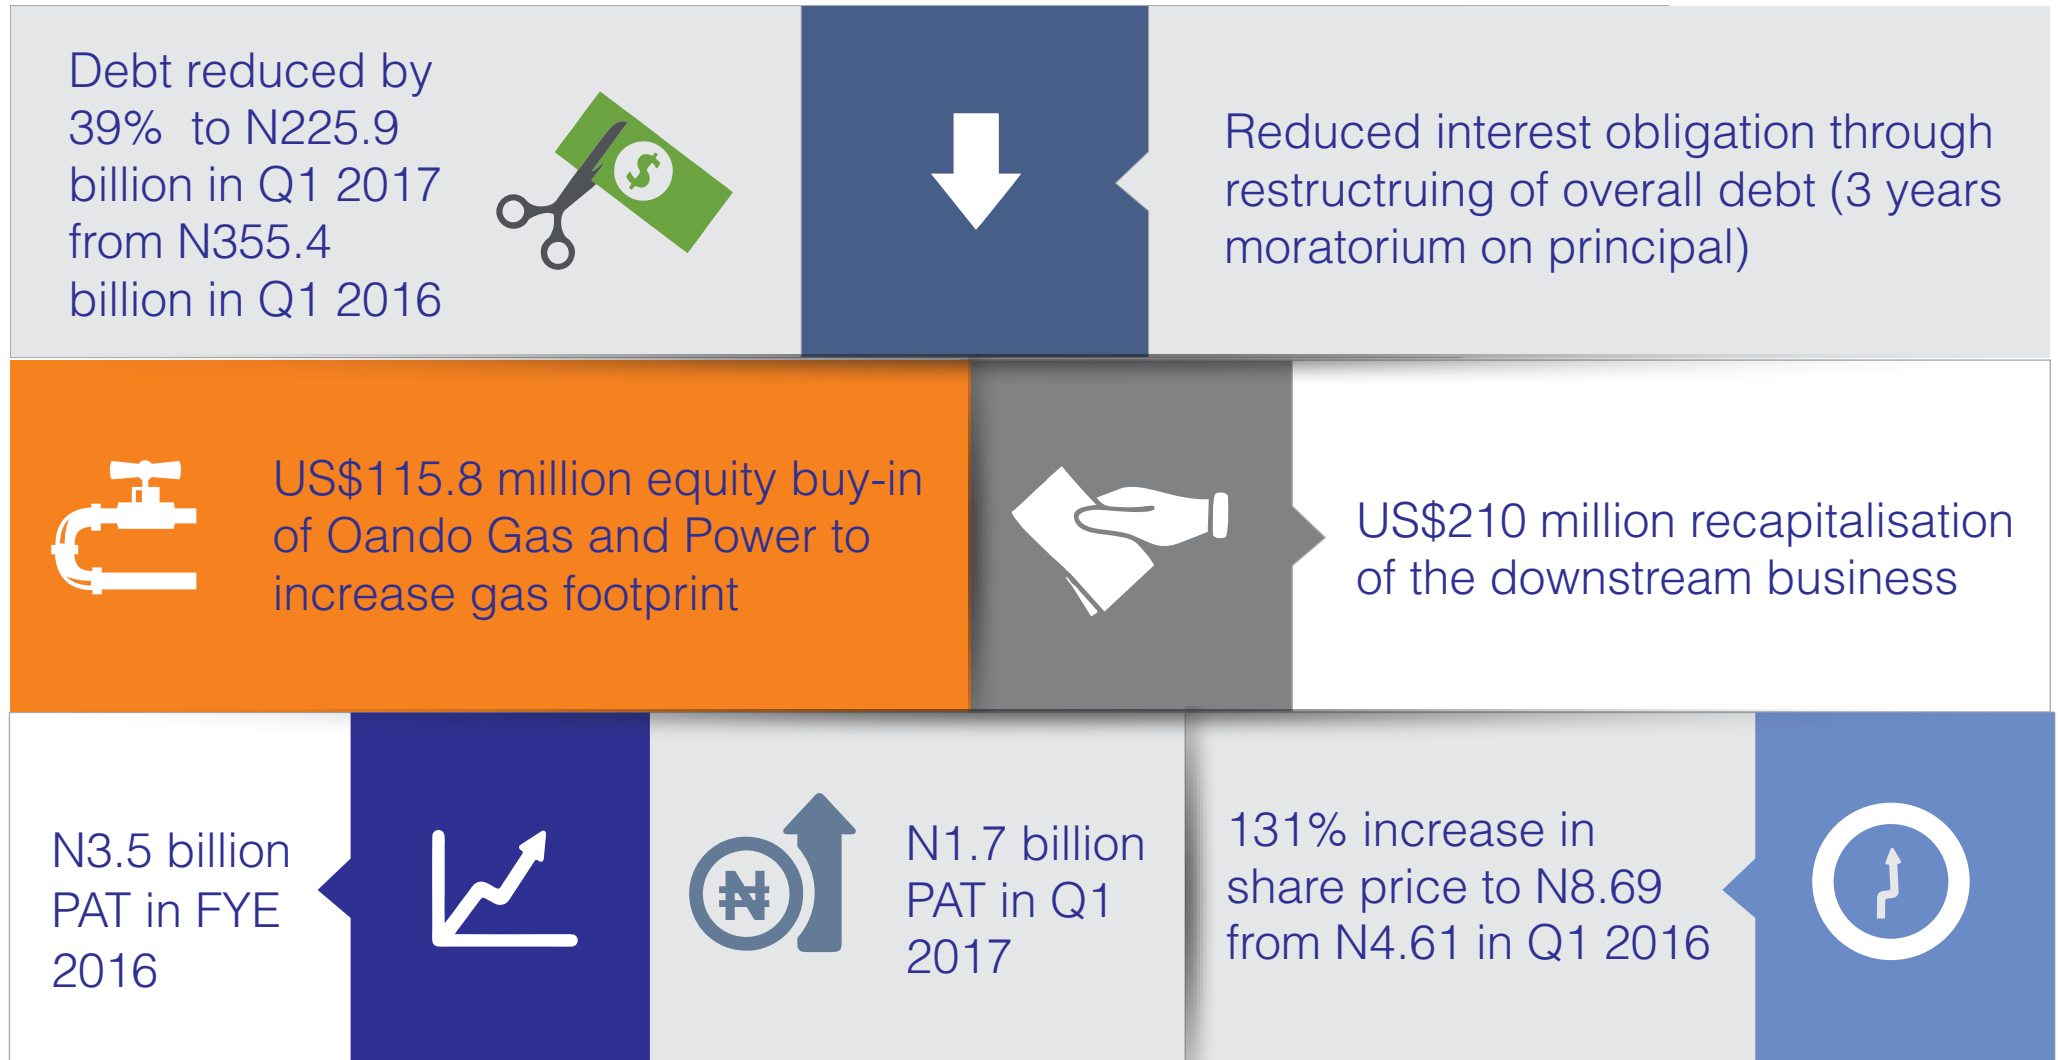 Debt reduced by
39% to N225.9
billion in Q1 2017
from N355.4
billion in Q1 2016
$
Reduced interest obligation through
restructruing of overall debt (3 years
moratorium on principal)
US$115.8 million equity buy-in
of Oando Gas and Power to
increase gas footprint
US$210 million recapitalisation
of the downstream business
N3.5 billion
PAT in FYE
2016
₦
N1.7 billion
PAT in Q1
2017
131% increase in
share price to N8.69
from N4.61 in Q1 2016